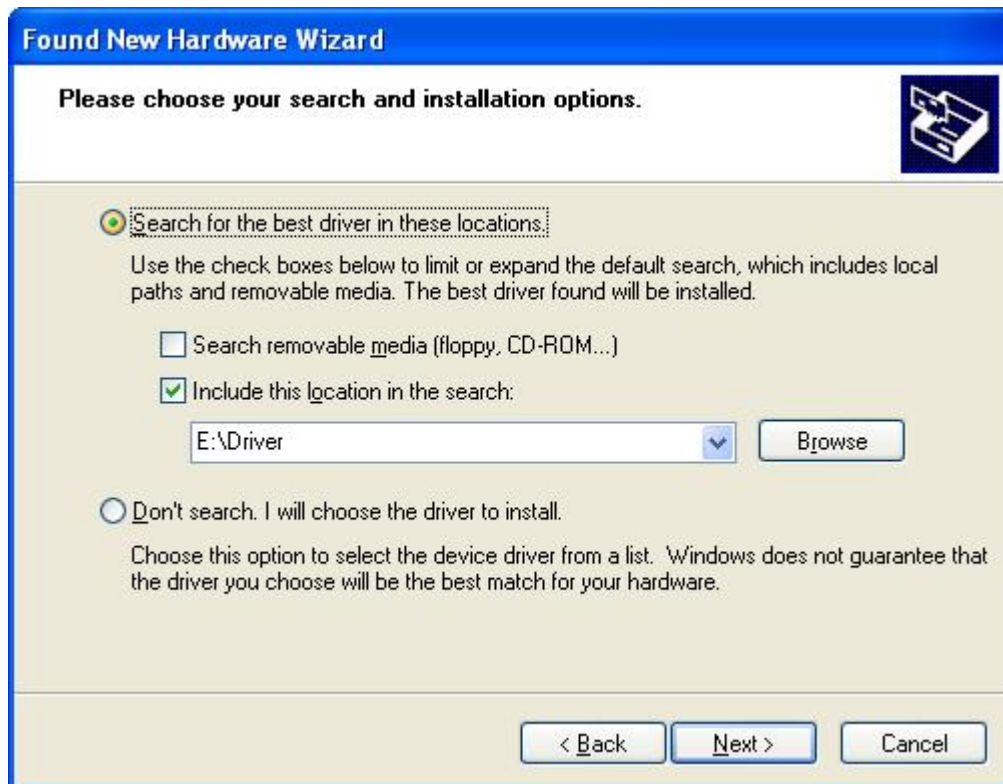 Found New Hardware Wizard
Please choose your search and installation options.
Search for the best driver in these locations.
Use the check boxes below to limit or expand the default search, which includes local
paths and removable media. The best driver found will be installed.
Search removable media (floppy, CD-ROM...)
Include this location in the search:
E:\Driver
Browse
Don't search. I will choose the driver to install.
Choose this option to select the device driver from a list. Windows does not guarantee that
the driver you choose will be the best match for your hardware.
< Back Next > Cancel